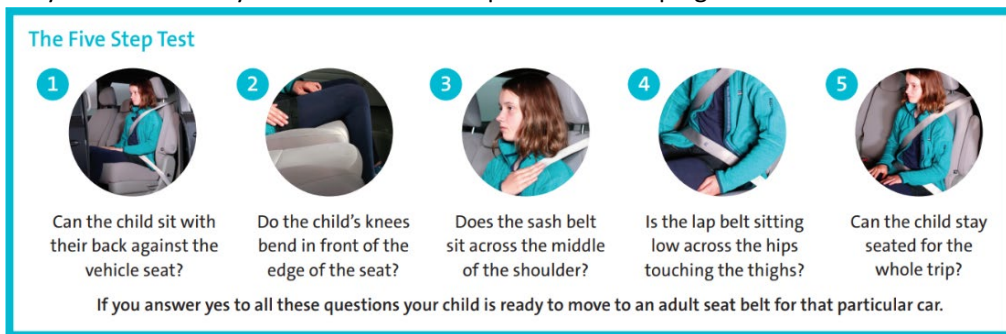 The Five Step Test
1
2
3
4
5
Can the child sit with
their back against the
vehicle seat?
Do the child's knees
bend in front of the
edge of the seat?
Does the sash belt
sit across the middle
of the shoulder?
Is the lap belt sitting
low across the hips
touching the thighs?
Can the child stay
seated for the
whole trip?
If you answer yes to all these questions your child is ready to move to an adult seat belt for that particular car.